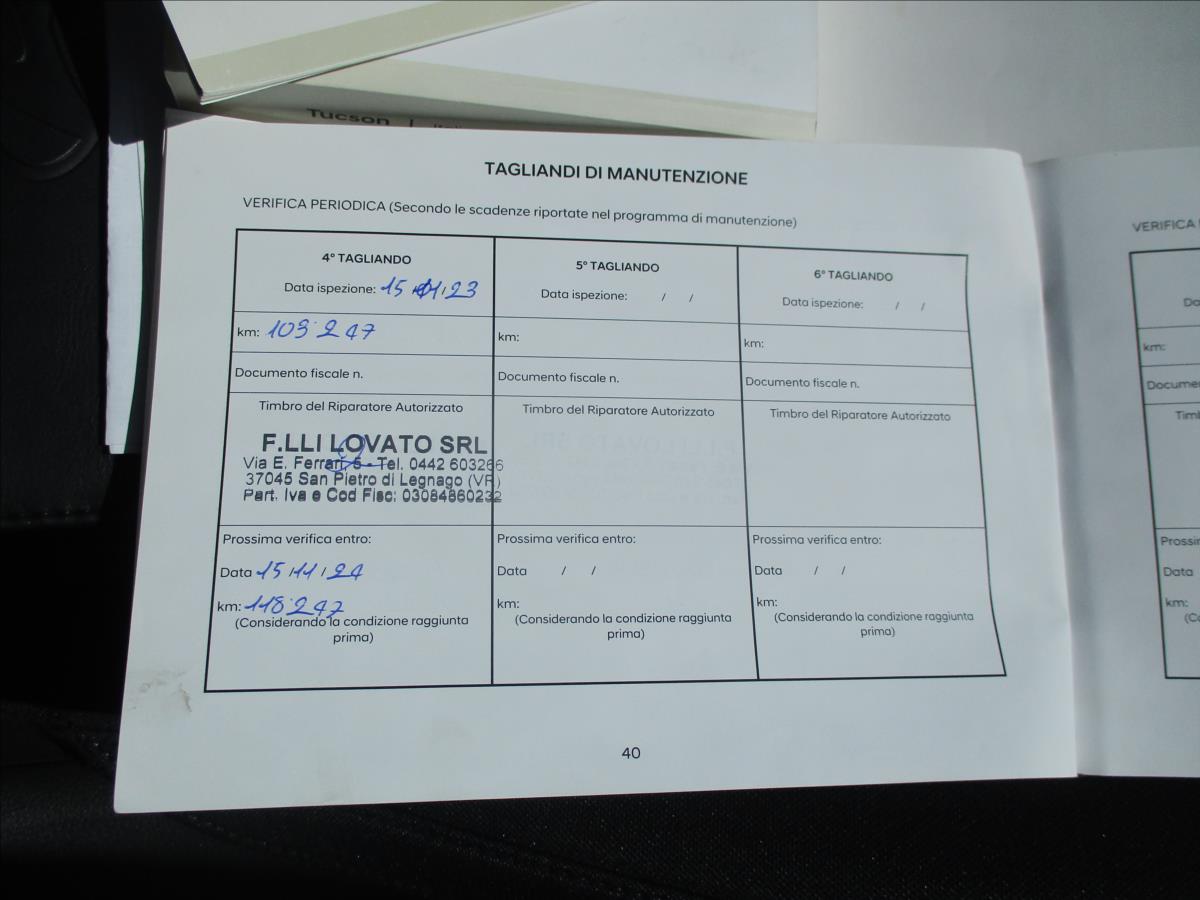 Tucson
TAGLIANDI DI MANUTENZIONE
VERIFICA PERIODICA (Secondo le scadenze riportate nel programma di manutenzione)
4° TAGLIANDO
Data ispezione: 15/11/23
km: 103.247
Documento fiscale n.
Timbro del Riparatore Autorizzato
F.LLI LOVATO SRL
Via E. Ferrari 5 - Tel. 0442 603266
37045 San Pietro di Legnago (VR)
Part. Iva e Cod Fisc: 03084860232
Prossima verifica entro:
Data 15/11/24
km: 118.247
(Considerando la condizione raggiunta
prima)
5° TAGLIANDO
Data ispezione: / /
km:
Documento fiscale n.
Timbro del Riparatore Autorizzato
Prossima verifica entro:
Data / /
km:
(Considerando la condizione raggiunta
prima)
6° TAGLIANDO
Data ispezione: / /
km:
Documento fiscale n.
Timbro del Riparatore Autorizzato
Prossima verifica entro:
Data / /
km:
(Considerando la condizione raggiunta
prima)
40
VERIFICA
km:
Data
km: